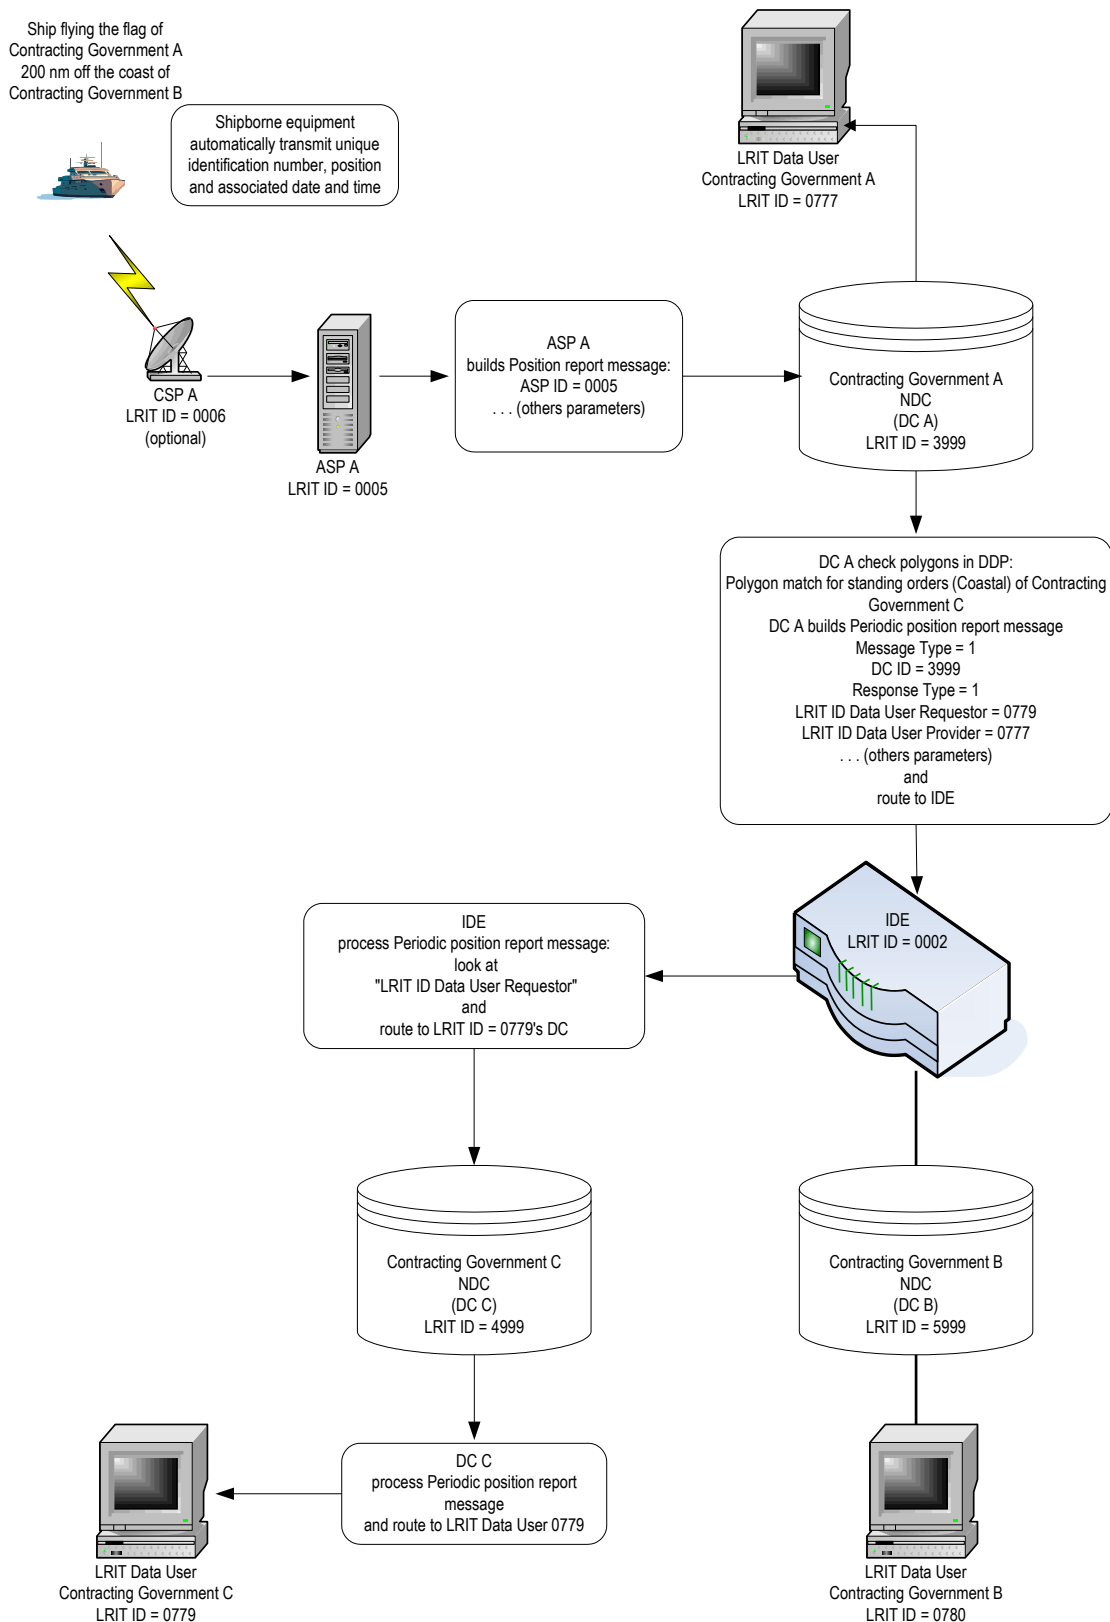 Ship flying the flag of
Contracting Government A
200 nm off the coast of
Contracting Government B
Shipborne equipment
automatically transmit unique
identification number, position
and associated date and time
LRIT Data User
Contracting Government A
LRIT ID = 0777
CSP A
LRIT ID = 0006
(optional)
ASP A
LRIT ID = 0005
ASP A
builds Position report message:
ASP ID = 0005
. . . (others parameters)
Contracting Government A
NDC
(DC A)
LRIT ID = 3999
DC A check polygons in DDP:
Polygon match for standing orders (Coastal) of Contracting
Government C
DC A builds Periodic position report message
Message Type = 1
DC ID = 3999
Response Type = 1
LRIT ID Data User Requestor = 0779
LRIT ID Data User Provider = 0777
. . . (others parameters)
and
route to IDE
IDE
LRIT ID = 0002
IDE
process Periodic position report message:
look at
"LRIT ID Data User Requestor"
and
route to LRIT ID = 0779's DC
Contracting Government C
NDC
(DC C)
LRIT ID = 4999
Contracting Government B
NDC
(DC B)
LRIT ID = 5999
DC C
process Periodic position report
message
and route to LRIT Data User 0779
LRIT Data User
Contracting Government C
LRIT ID = 0779
LRIT Data User
Contracting Government B
LRIT ID = 0780